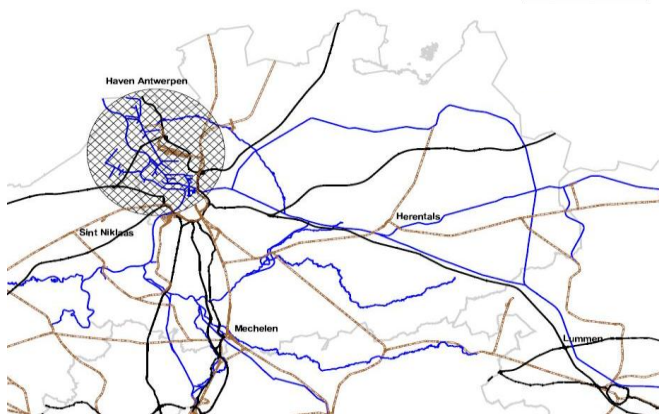 Haven Antwerpen
Herentals
Sint Niklaas
Mechelen
Lummen